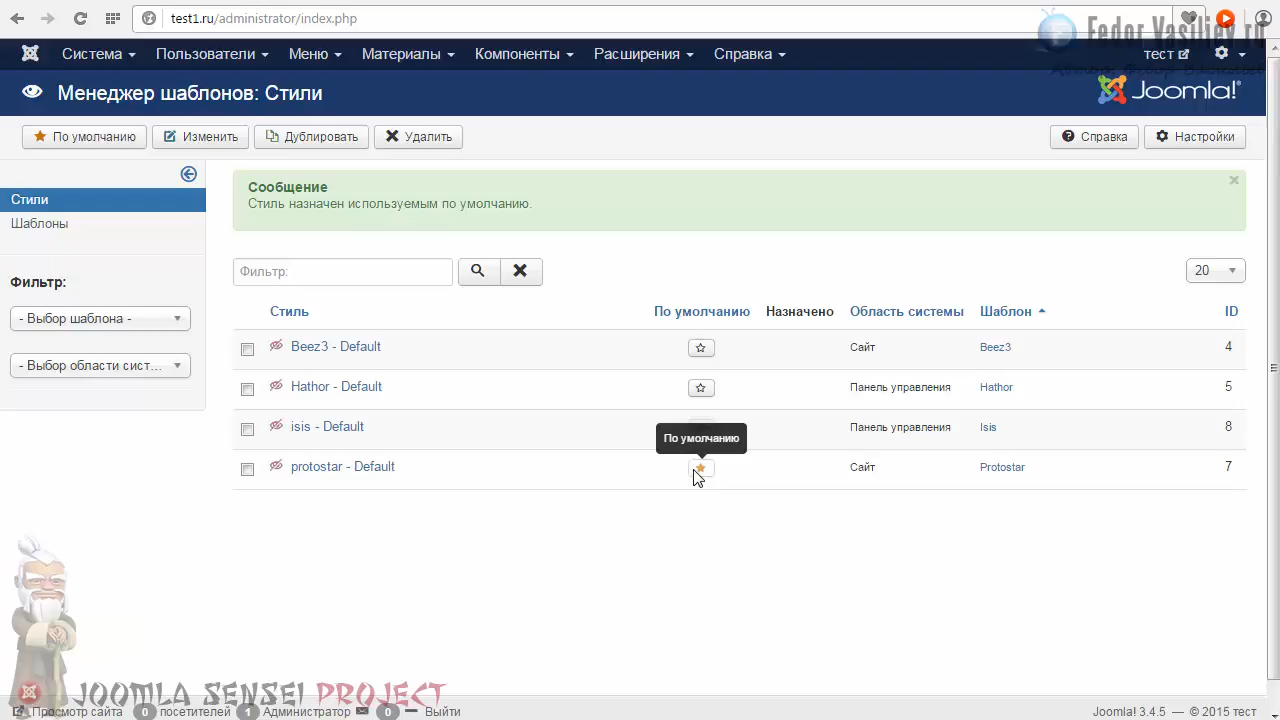 test1.ru/administrator/index.php
Fedor Vasiliev.ru
Система Пользователи Меню Материалы Компоненты Расширения Справка тест
Менеджер шаблонов: Стили
Joomla!
По умолчанию Изменить Дублировать Удалить Справка Настройки
Стили
Шаблоны
Фильтр:
- Выбор шаблона -
- Выбор области сист...
Сообщение
Стиль назначен используемым по умолчанию.
Фильтр:
20
Стиль По умолчанию Назначено Область системы Шаблон ID
Beez3 - Default Сайт Beez3 4
Hathor - Default Панель управления Hathor 5
isis - Default Панель управления Isis 8
По умолчанию
protostar - Default Сайт Protostar 7
JOOMLA SENSEI PROJECT
Просмотр сайта 0 посетителей 1 Администратор 0 Выйти
Joomla! 3.4.5 — © 2015 тест